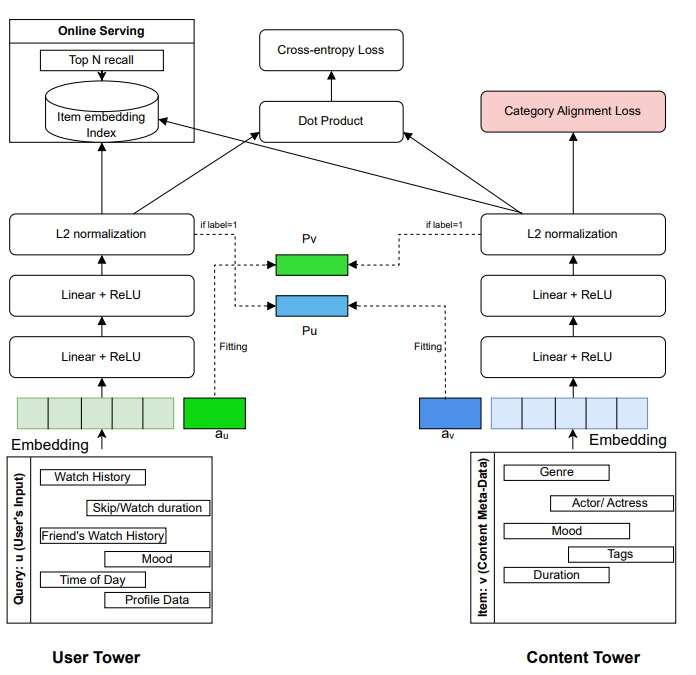 Online Serving
Top N recall
Item embedding
Index
Cross-entropy Loss
Dot Product
Category Alignment Loss
L2 normalization
if label=1
Pv
if label=1
L2 normalization
Linear + ReLU
Linear + ReLU
Pu
Linear + ReLU
Fitting
Fitting
Linear + ReLU
Embedding
au
av
Embedding
Query: u (User's Input)
Watch History
Skip/Watch duration
Friend's Watch History
Mood
Time of Day
Profile Data
Item: v (Content Meta-Data)
Genre
Actor/ Actress
Mood
Tags
Duration
User Tower
Content Tower